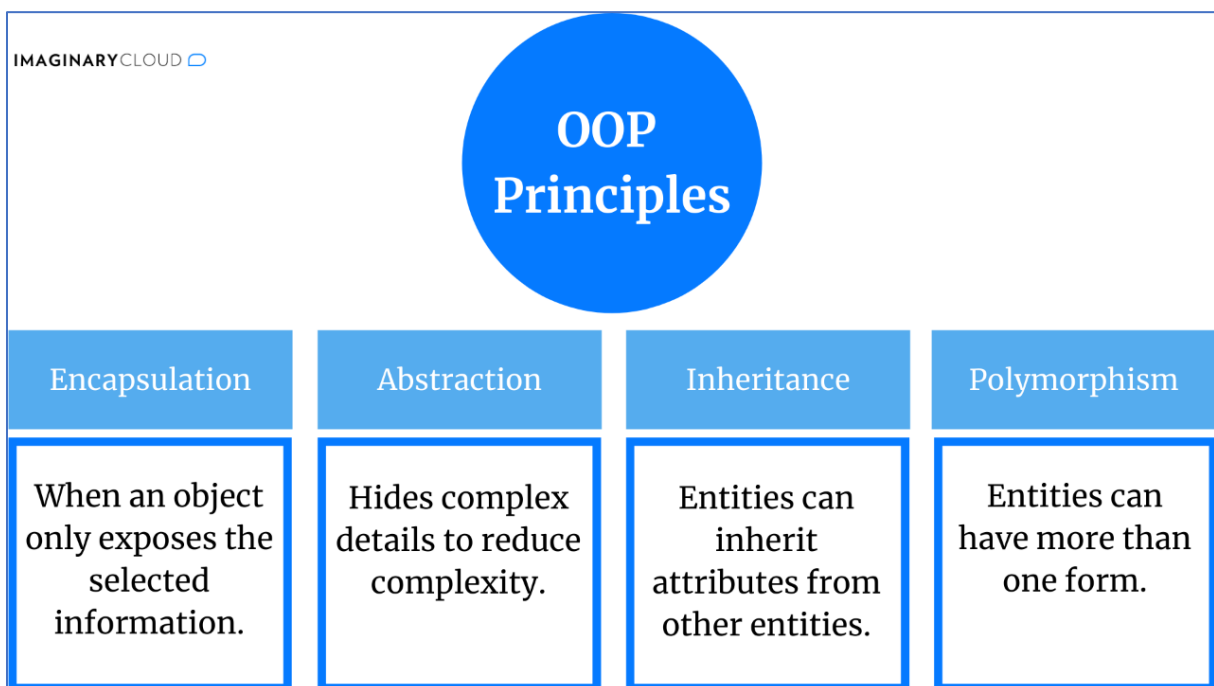 IMAGINARYCLOUD
OOP
Principles
Encapsulation
When an object
only exposes the
selected
information.
Abstraction
Hides complex
details to reduce
complexity.
Inheritance
Entities can
inherit
attributes from
other entities.
Polymorphism
Entities can
have more than
one form.